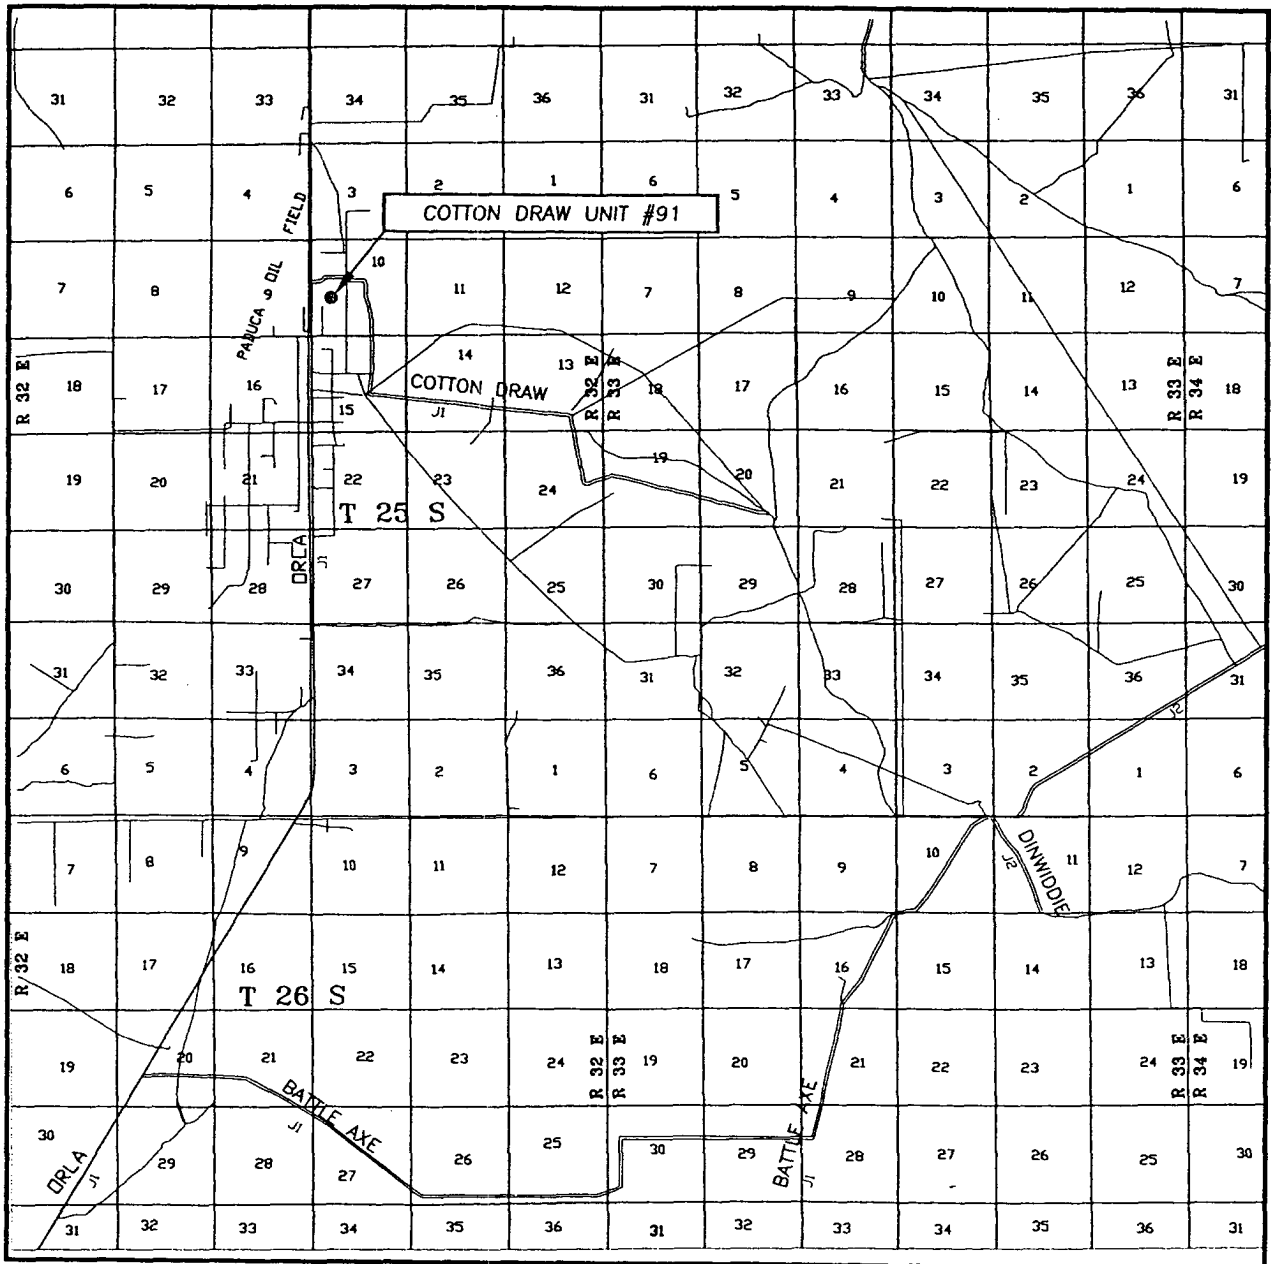 31 32 33 34 35 36 31 32 33 34 35 36 31
6 5 4 3 2 1 6 5 4 3 2 1 6
FIELD
COTTON DRAW UNIT #91
10
7 8 9 11 12 7 8 9 10 11 12 7
PADUCA OIL
R 32 E
18 17 16 15 14 13 18 17 16 15 14 13 18
R 32 E
R 33 E
R 33 E
R 34 E
COTTON DRAW
J1
19 20 21 22 23 24 19 20 21 22 23 24 19
T 25 S
ORLA
J1
30 29 28 27 26 25 30 29 28 27 26 25 30
31 32 33 34 35 36 31 32 33 34 35 36 31
J2
6 5 4 3 2 1 6 5 4 3 2 1 6
7 8 9 10 11 12 7 8 9 10 11 12 7
DINWIDDIE
J2
R 32 E
18 17 16 15 14 13 18 17 16 15 14 13 18
T 26 S
19 20 21 22 23 24 19 20 21 22 23 24 19
R 32 E
R 33 E
R 33 E
R 34 E
BATTLE AXE
J1
BATTLE AXE
J1
30 29 28 27 26 25 30 29 28 27 26 25 30
ORLA
J1
31 32 33 34 35 36 31 32 33 34 35 36 31